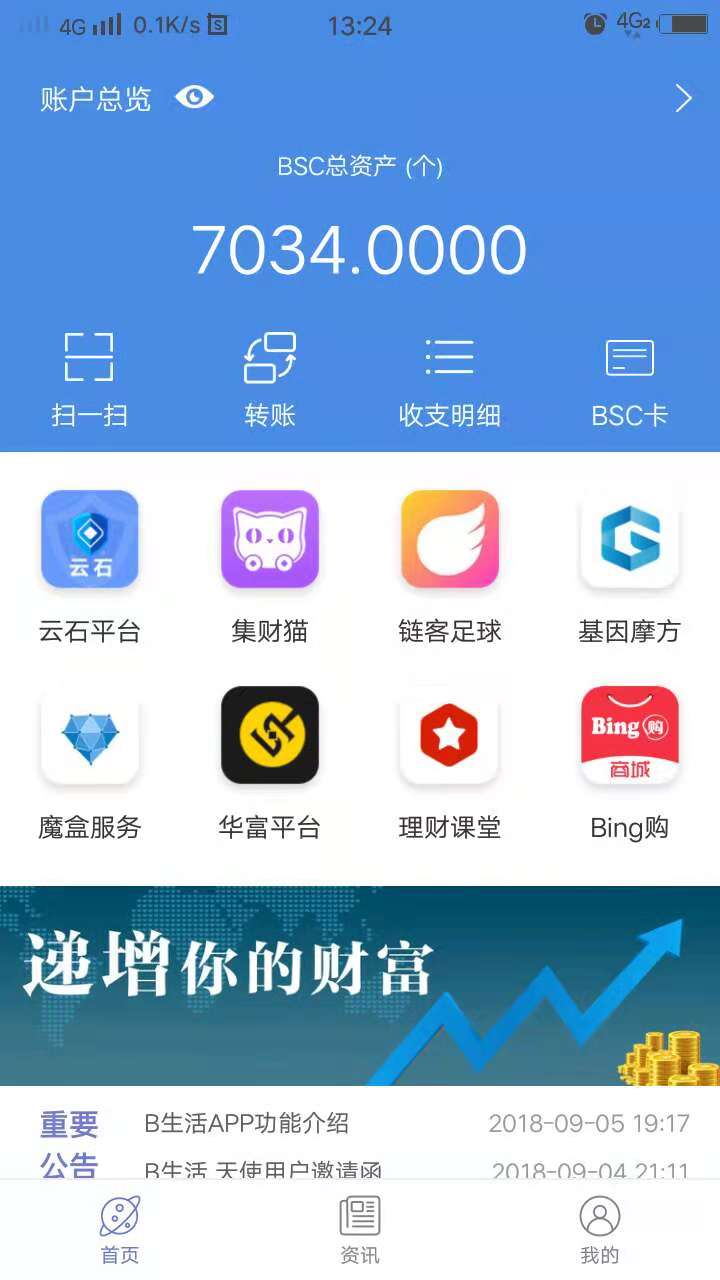 4G 0.1K/s 13:24 4G2
账户总览
BSC总资产 (个)
7034.0000
扫一扫 转账 收支明细 BSC卡
云石
云石平台 集财猫 链客足球 基因摩方
Bing购
商城
魔盒服务 华富平台 理财课堂 Bing购
递增你的财富
重要 B生活APP功能介绍 2018-09-05 19:17
公告 B生活 天使用户邀请函 2018-09-04 21:11
首页 资讯 我的